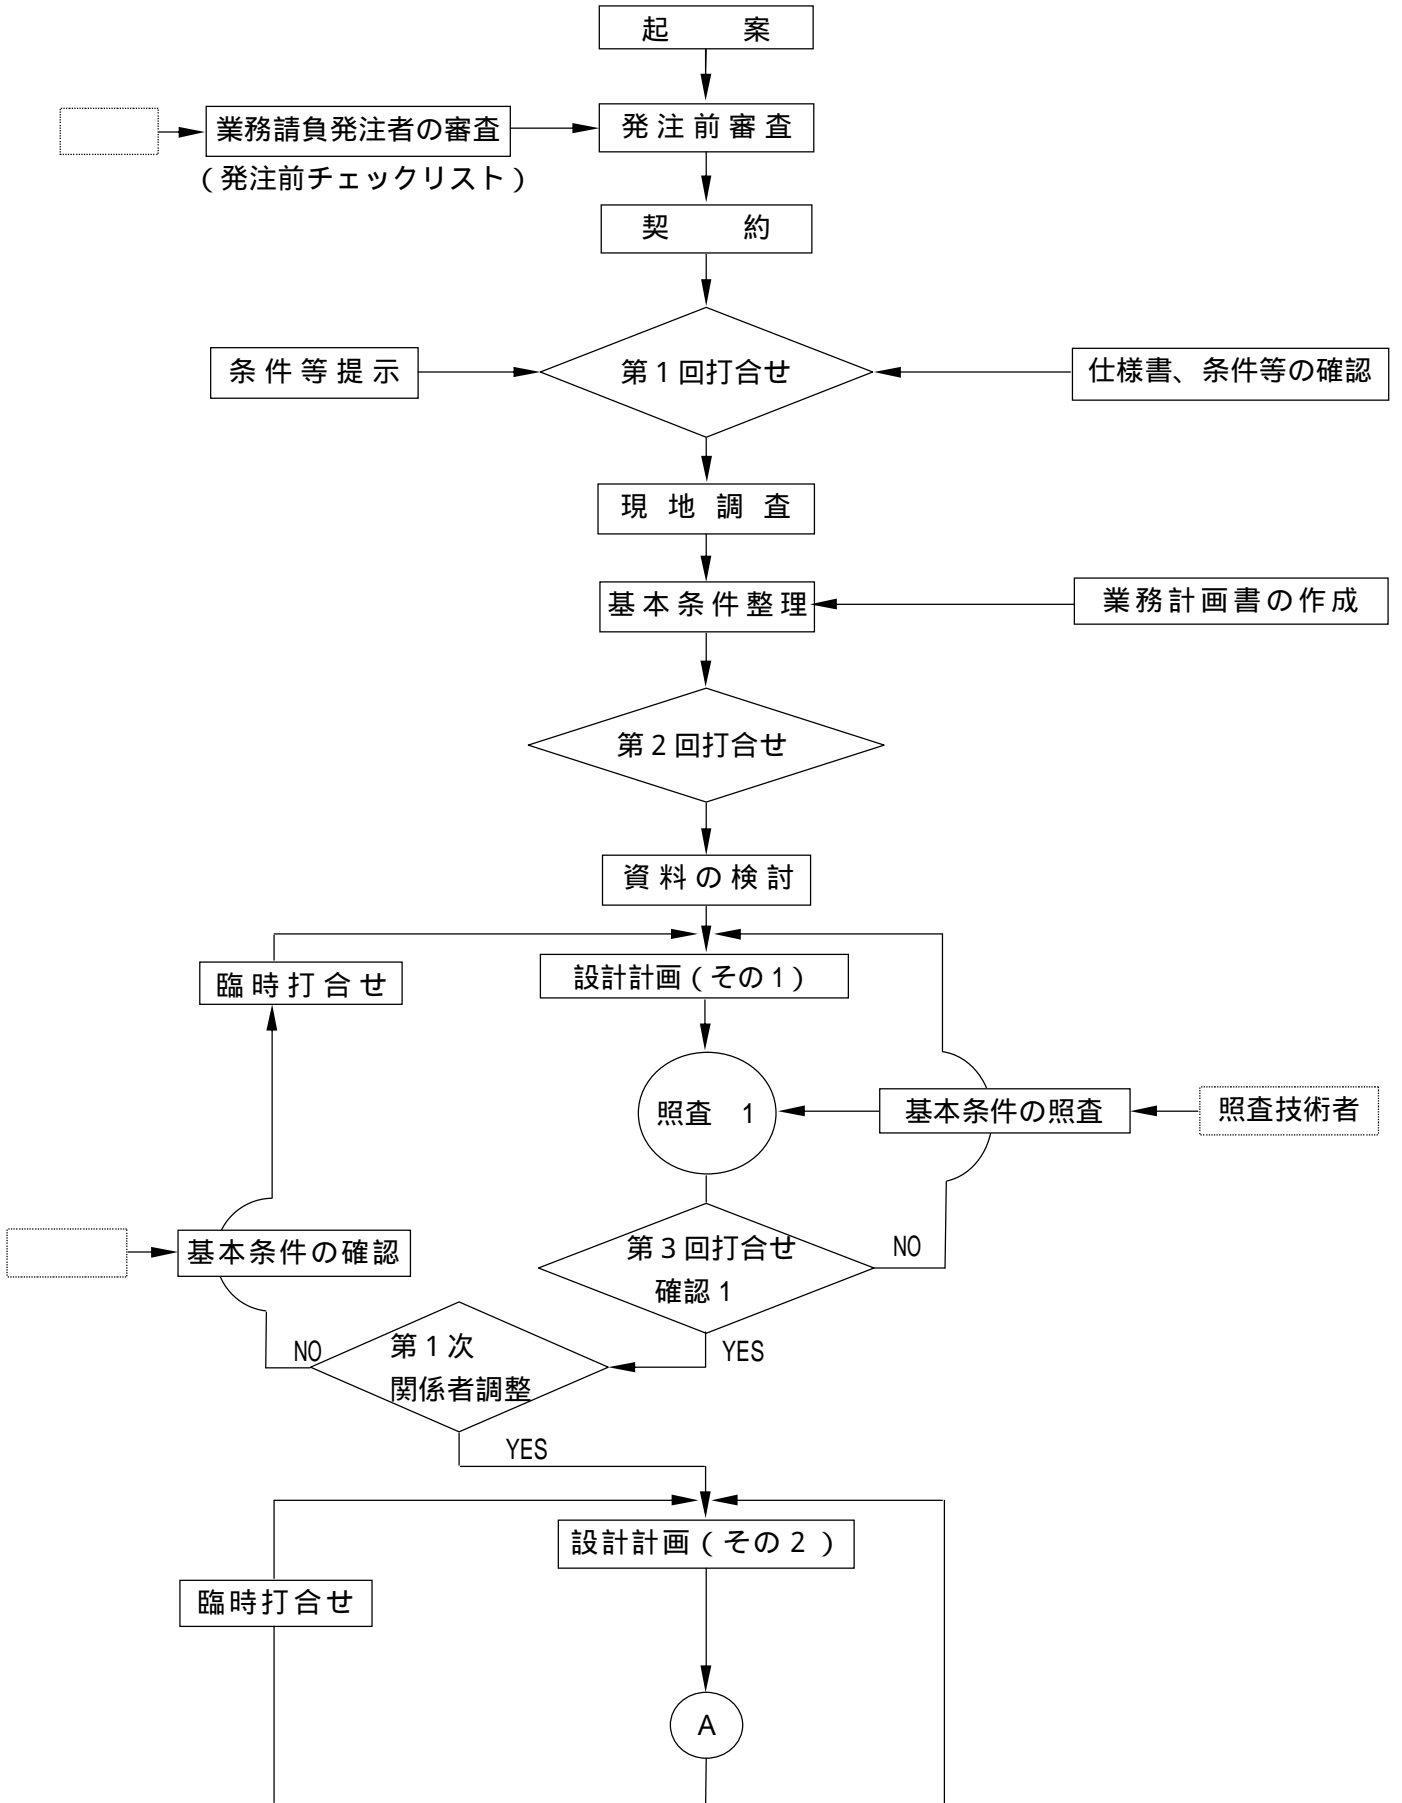 起 案
業務請負発注者の審査
発注前審査
（発注前チェックリスト）
契 約
条件等提示
第1回打合せ
仕様書、条件等の確認
現地調査
基本条件整理
業務計画書の作成
第2回打合せ
資料の検討
臨時打合せ
設計計画（その1）
照査 1
基本条件の照査
照査技術者
基本条件の確認
第3回打合せ
確認1
NO
YES
NO
第1次
関係者調整
YES
設計計画（その2）
臨時打合せ
A